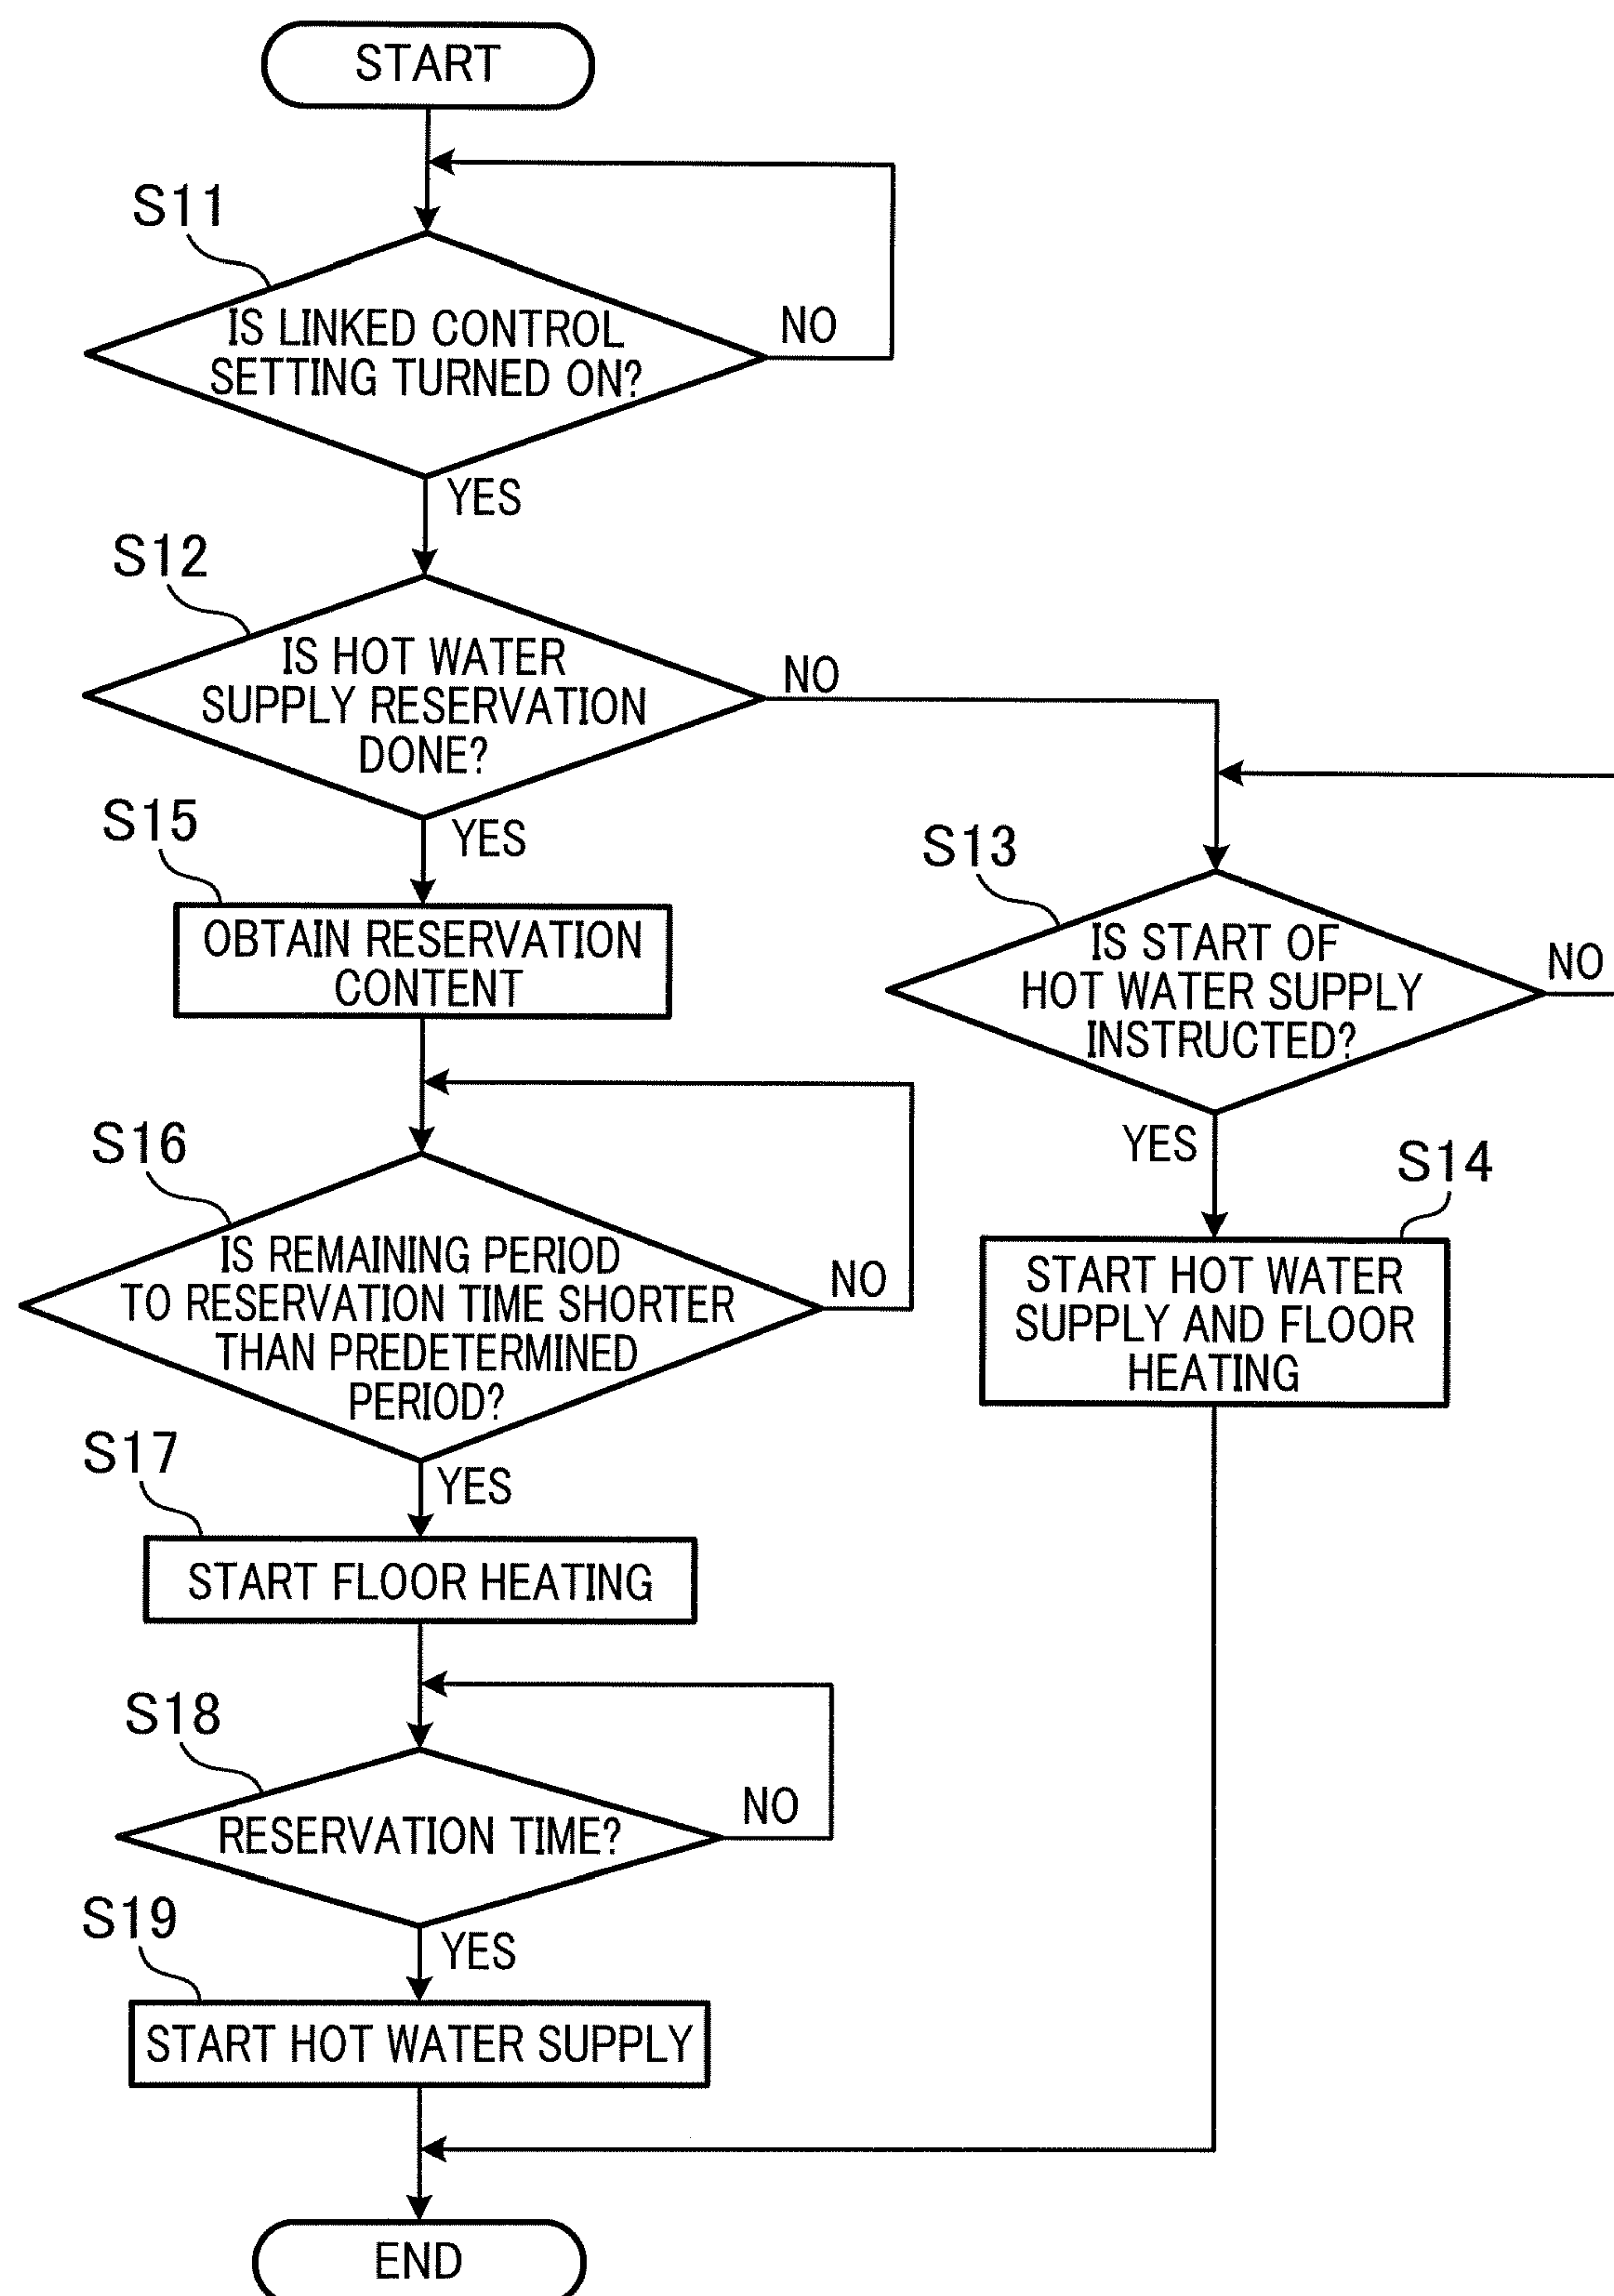 START
S11
IS LINKED CONTROL
SETTING TURNED ON?
NO
YES
S12
IS HOT WATER
SUPPLY RESERVATION
DONE?
NO
YES
S15
OBTAIN RESERVATION
CONTENT
S13
IS START OF
HOT WATER SUPPLY
INSTRUCTED?
NO
YES
S14
START HOT WATER
SUPPLY AND FLOOR
HEATING
S16
IS REMAINING PERIOD
TO RESERVATION TIME SHORTER
THAN PREDETERMINED
PERIOD?
NO
YES
S17
START FLOOR HEATING
S18
RESERVATION TIME?
NO
YES
S19
START HOT WATER SUPPLY
END